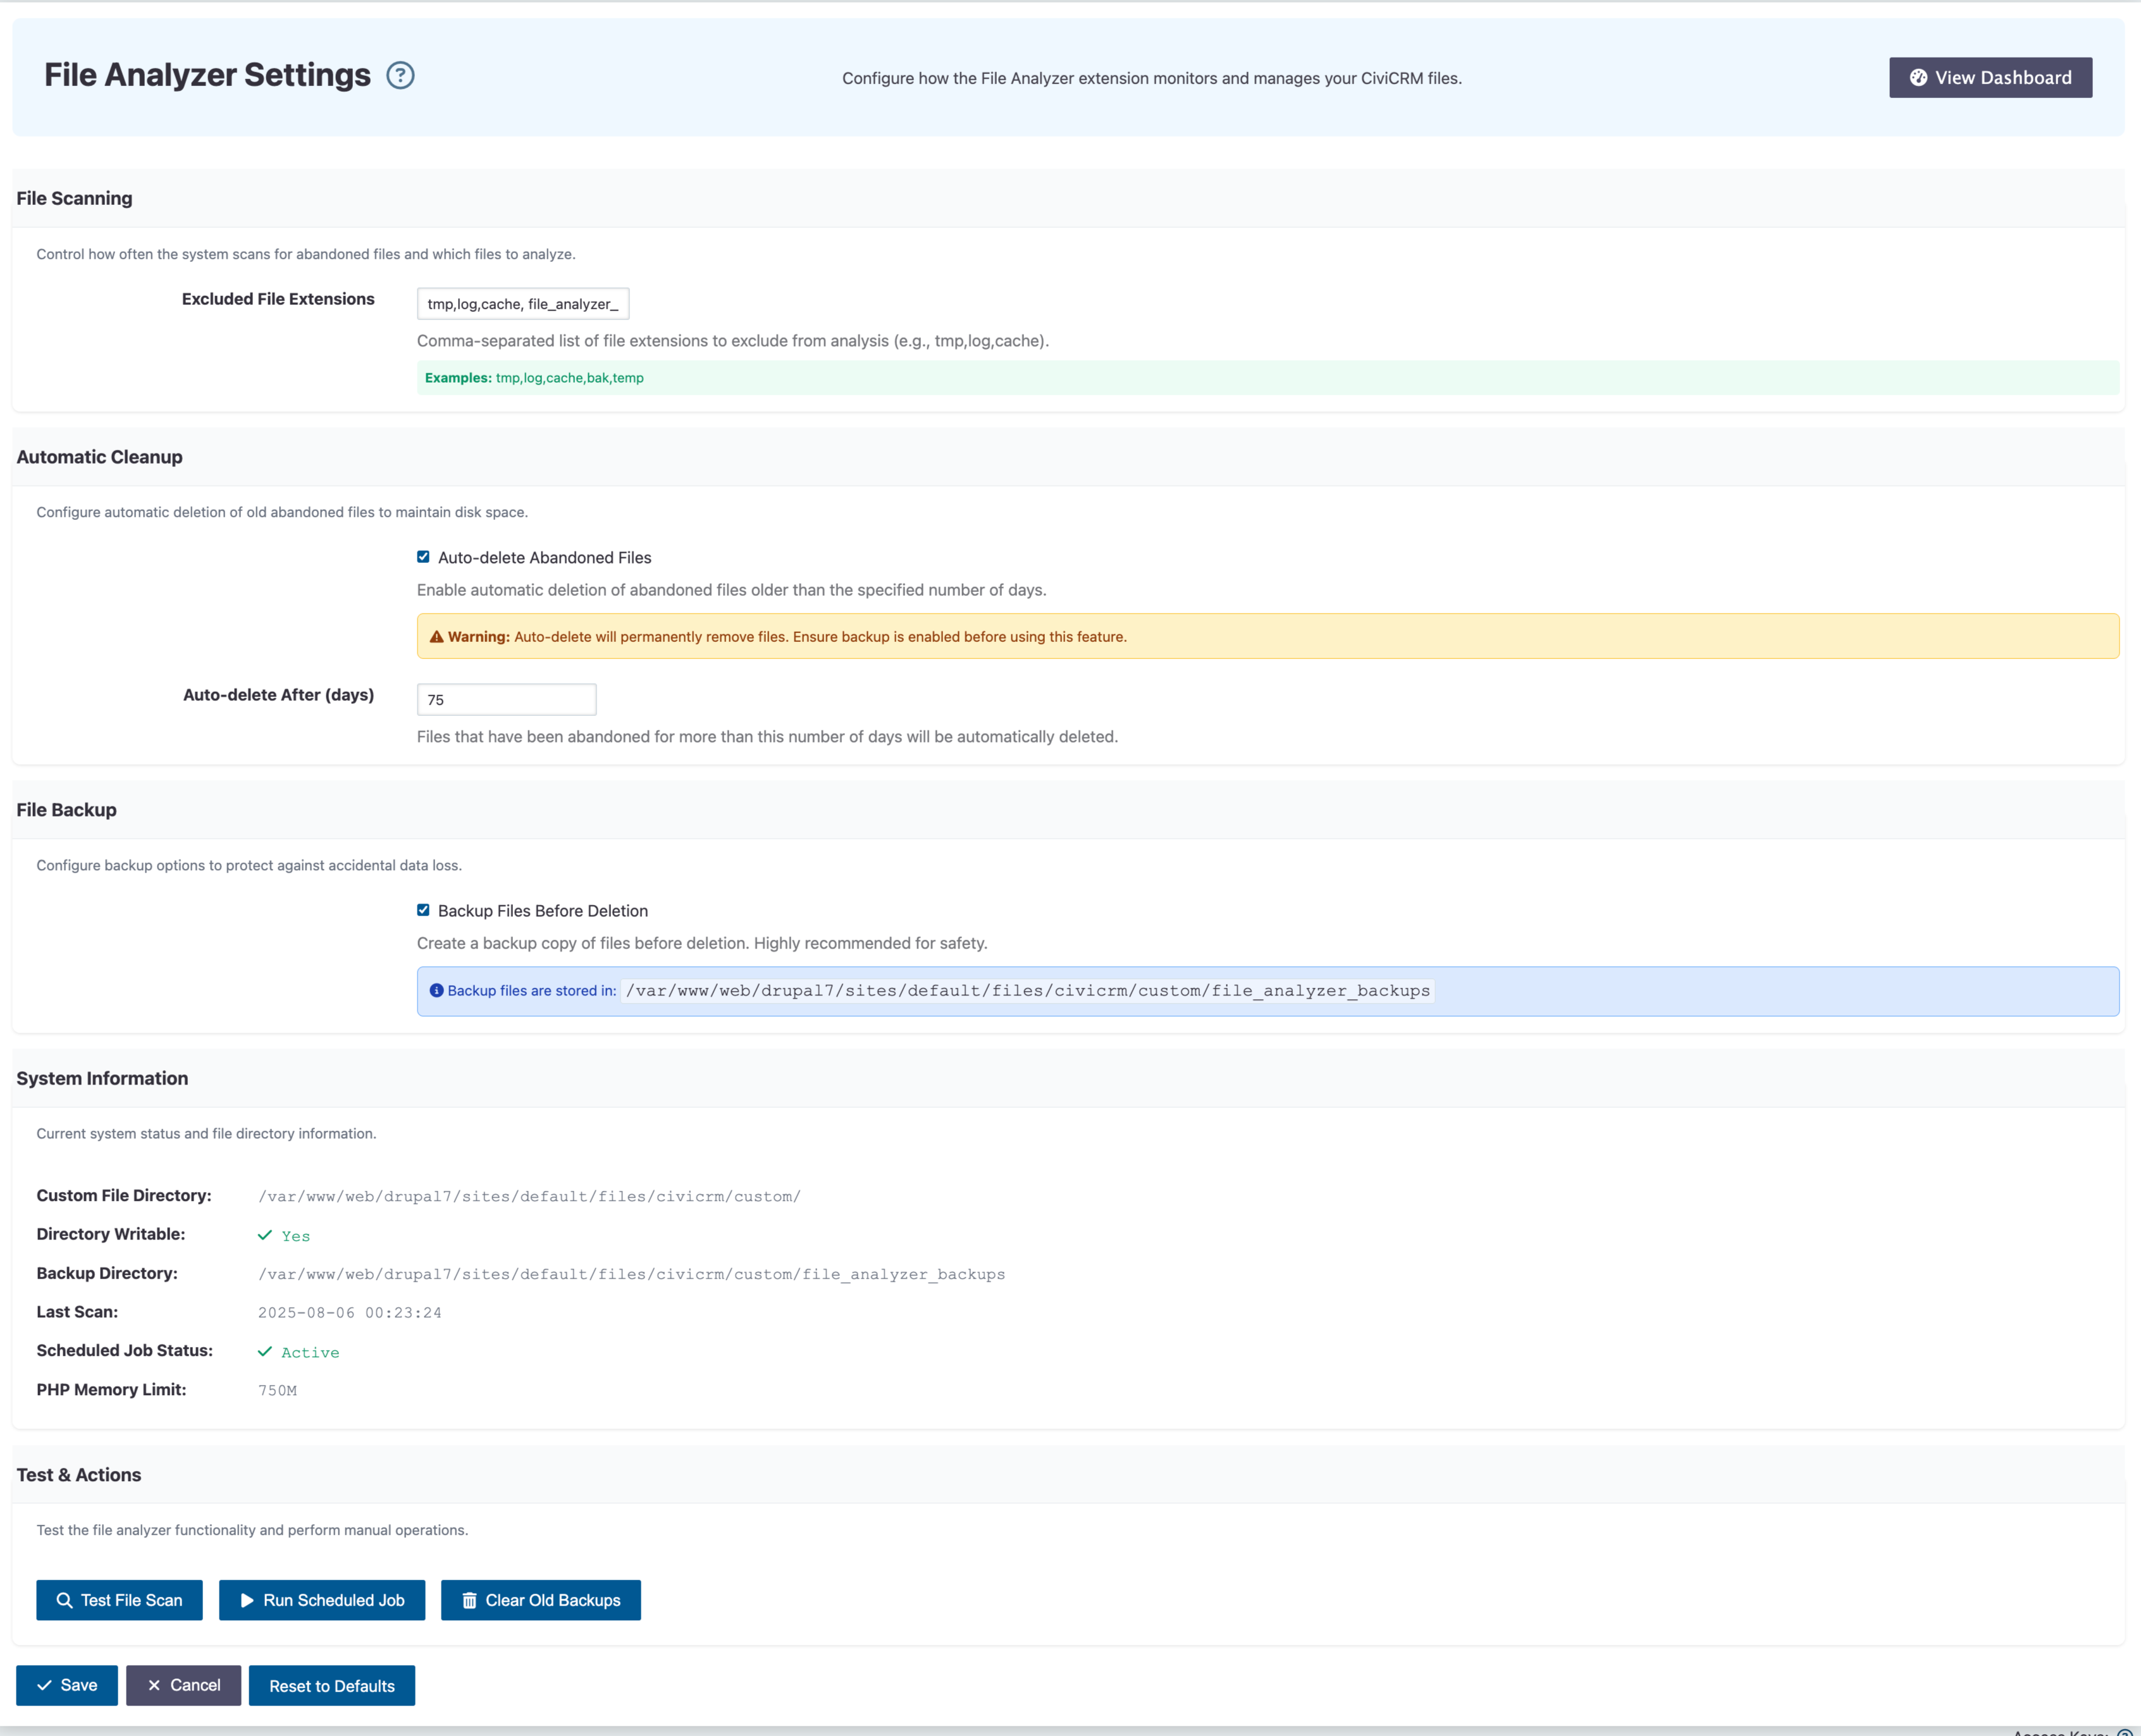 File Analyzer Settings
Configure how the File Analyzer extension monitors and manages your CiviCRM files.
View Dashboard
File Scanning
Control how often the system scans for abandoned files and which files to analyze.
Excluded File Extensions
tmp,log,cache, file_analyzer_
Comma-separated list of file extensions to exclude from analysis (e.g., tmp,log,cache).
Examples: tmp,log,cache,bak,temp
Automatic Cleanup
Configure automatic deletion of old abandoned files to maintain disk space.
Auto-delete Abandoned Files
Enable automatic deletion of abandoned files older than the specified number of days.
Warning: Auto-delete will permanently remove files. Ensure backup is enabled before using this feature.
Auto-delete After (days)
75
Files that have been abandoned for more than this number of days will be automatically deleted.
File Backup
Configure backup options to protect against accidental data loss.
Backup Files Before Deletion
Create a backup copy of files before deletion. Highly recommended for safety.
Backup files are stored in: /var/www/web/drupal7/sites/default/files/civicrm/custom/file_analyzer_backups
System Information
Current system status and file directory information.
Custom File Directory: /var/www/web/drupal7/sites/default/files/civicrm/custom/
Directory Writable: Yes
Backup Directory: /var/www/web/drupal7/sites/default/files/civicrm/custom/file_analyzer_backups
Last Scan: 2025-08-06 00:23:24
Scheduled Job Status: Active
PHP Memory Limit: 750M
Test & Actions
Test the file analyzer functionality and perform manual operations.
Test File Scan
Run Scheduled Job
Clear Old Backups
Save
Cancel
Reset to Defaults